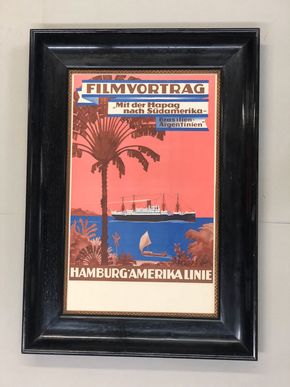 FILMVORTRAG
„Mit der Hapag
nach Südamerika-
Brasilien-
Argentinien"
HAMBURG-AMERIKA LINIE